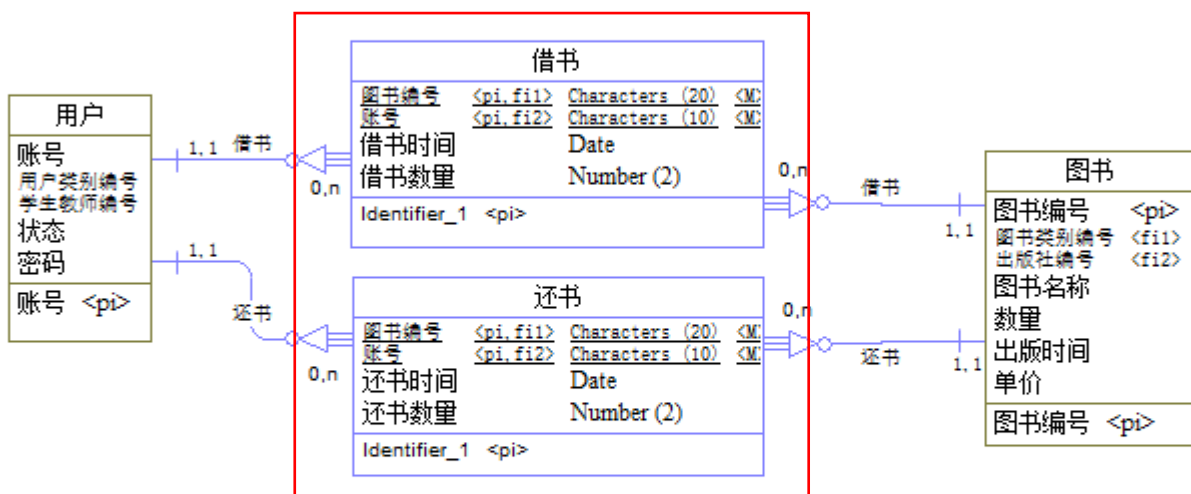 用户
账号
用户类别编号
学生教师编号
状态
密码
账号 <pi>
1,1
借书
0,n
1,1
还书
0,n
借书
图书编号 <pi,fi1> Characters (20) <M>
账号 <pi,fi2> Characters (10) <M>
借书时间 Date
借书数量 Number (2)
Identifier_1 <pi>
还书
图书编号 <pi,fi1> Characters (20) <M>
账号 <pi,fi2> Characters (10) <M>
还书时间 Date
还书数量 Number (2)
Identifier_1 <pi>
0,n
借书
1,1
0,n
还书
1,1
图书
图书编号 <pi>
图书类别编号 <fi1>
出版社编号 <fi2>
图书名称
数量
出版时间
单价
图书编号 <pi>